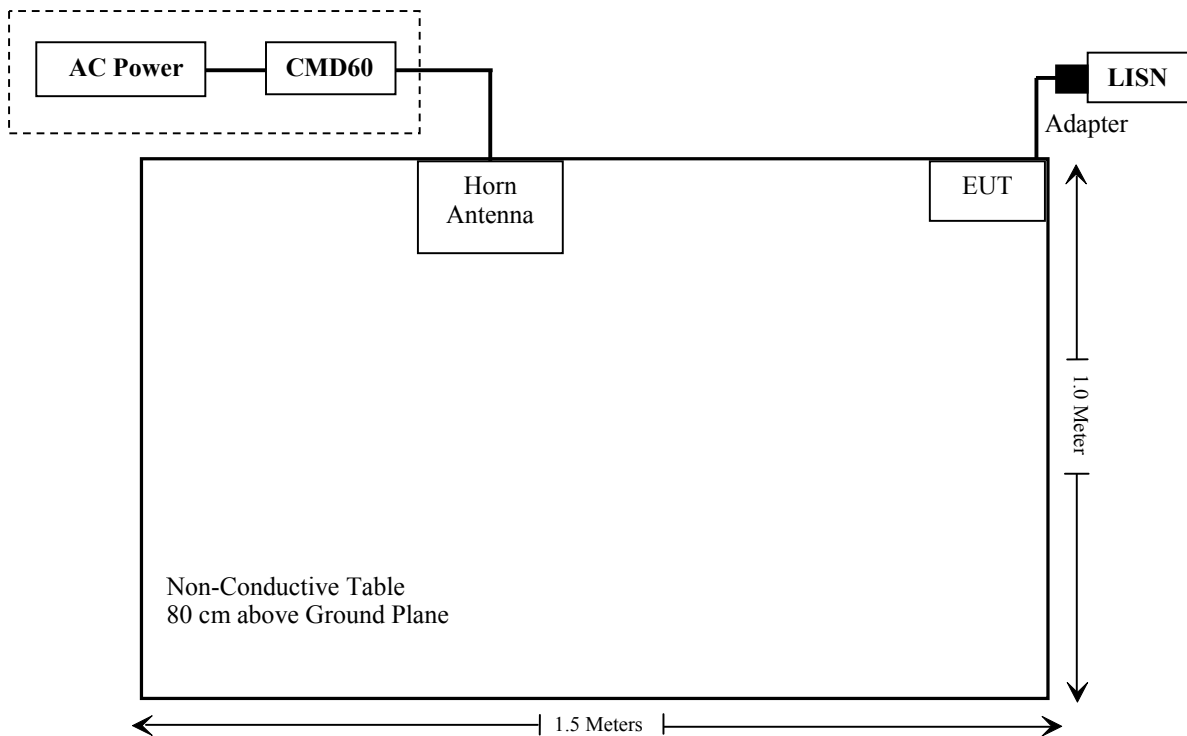 AC Power
CMD60
LISN
Adapter
Horn
Antenna
EUT
1.0 Meter
Non-Conductive Table
80 cm above Ground Plane
1.5 Meters